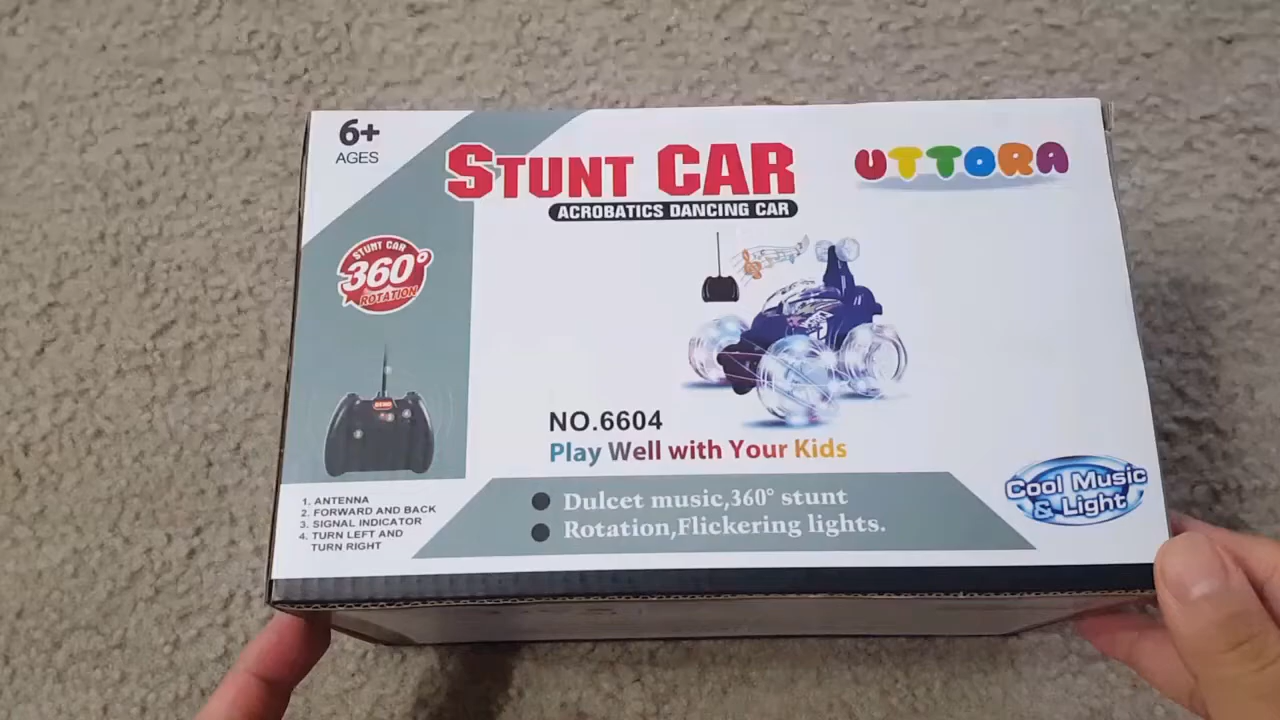 6+
AGES
STUNT CAR
ACROBATICS DANCING CAR
UTTORA
STUNT CAR
360°
ROTATION
NO.6604
Play Well with Your Kids
1. ANTENNA
2. FORWARD AND BACK
3. SIGNAL INDICATOR
4. TURN LEFT AND
TURN RIGHT
Dulcet music,360° stunt
Rotation,Flickering lights.
Cool Music
& Light